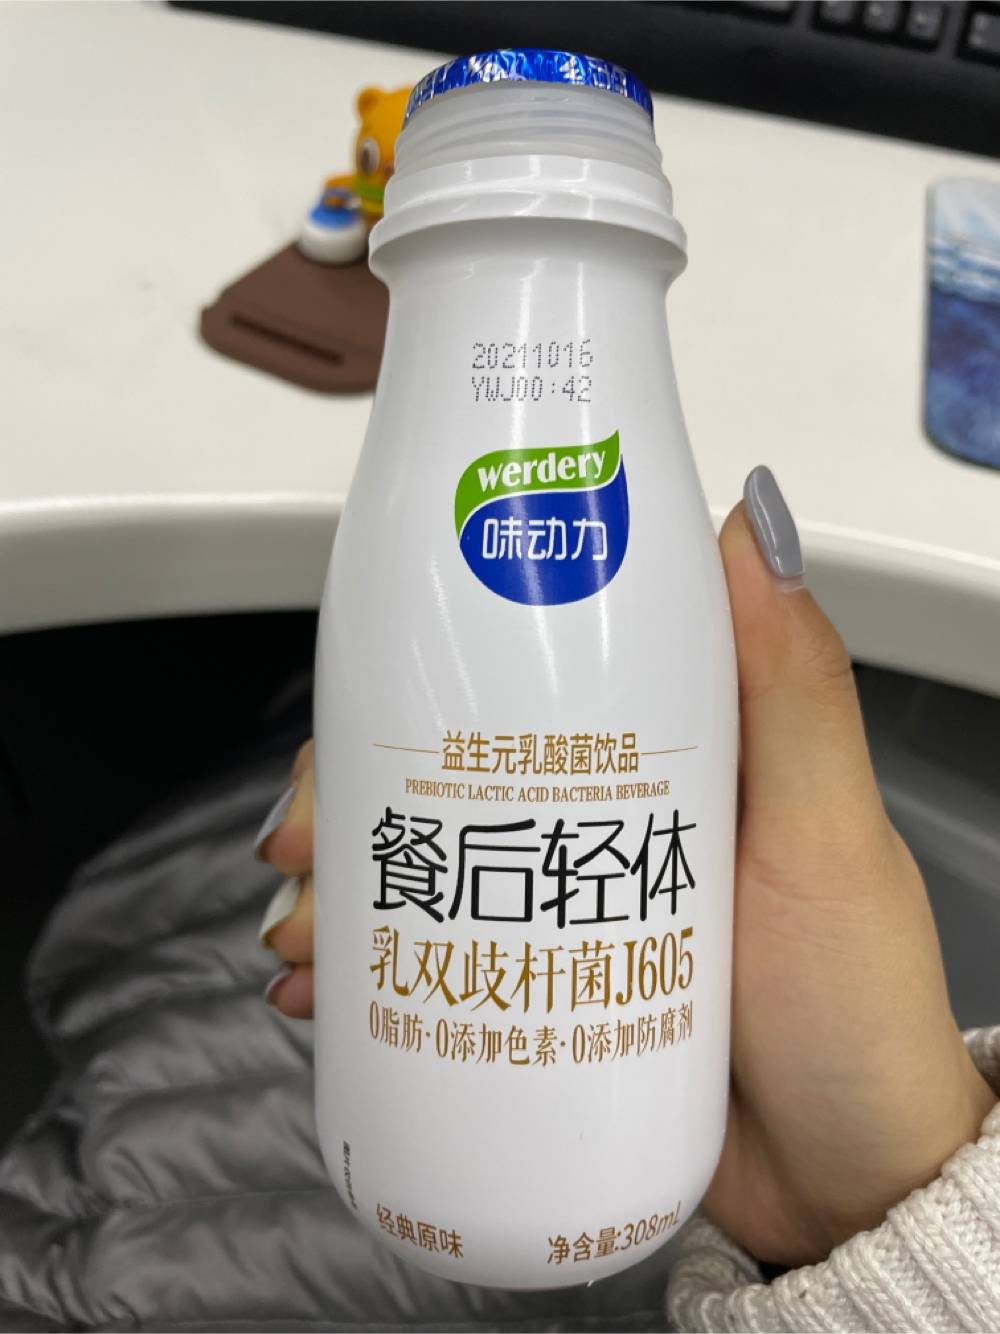 20211016
YWJ00:42
werdery
味动力
益生元乳酸菌饮品
PREBIOTIC LACTIC ACID BACTERIA BEVERAGE
餐后轻体
乳双歧杆菌J605
0脂肪·0添加色素·0添加防腐剂
经典原味
净含量:308mL